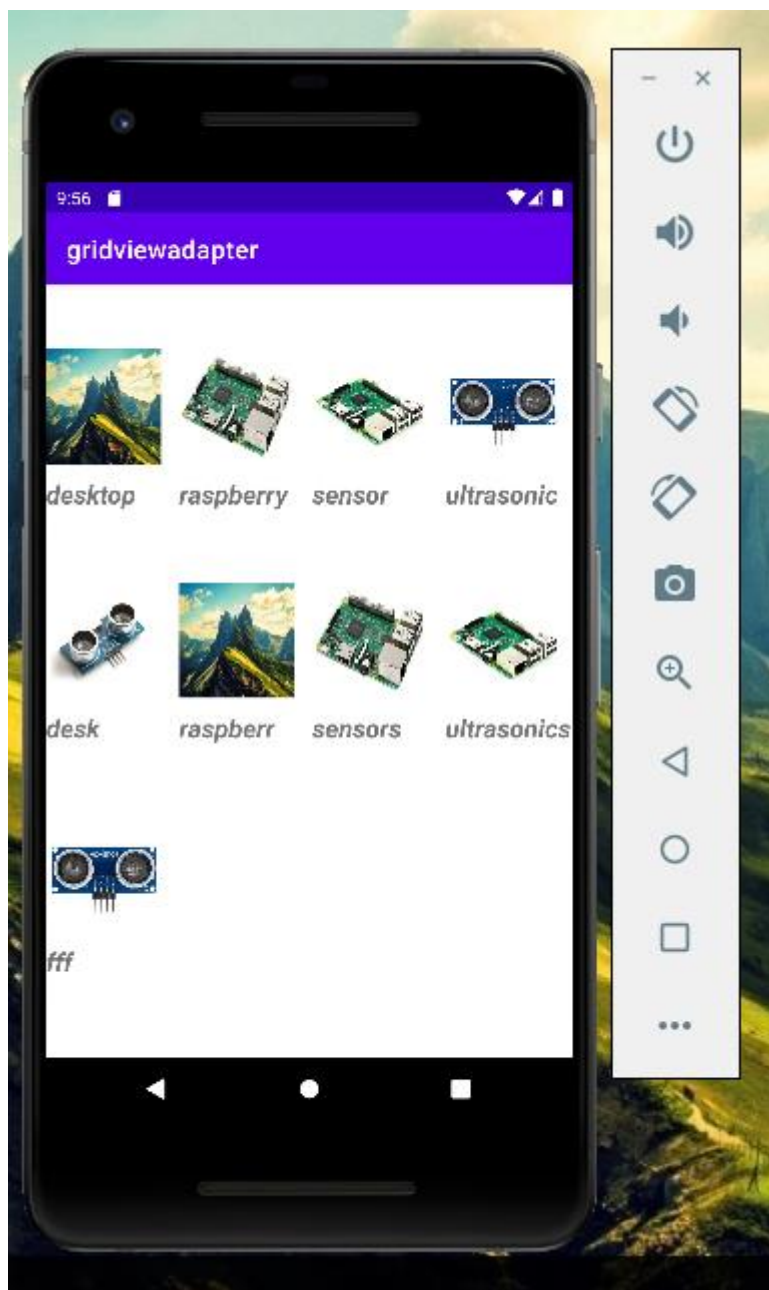 9:56
gridviewadapter
desktop raspberry sensor ultrasonic
desk raspberr sensors ultrasonics
fff